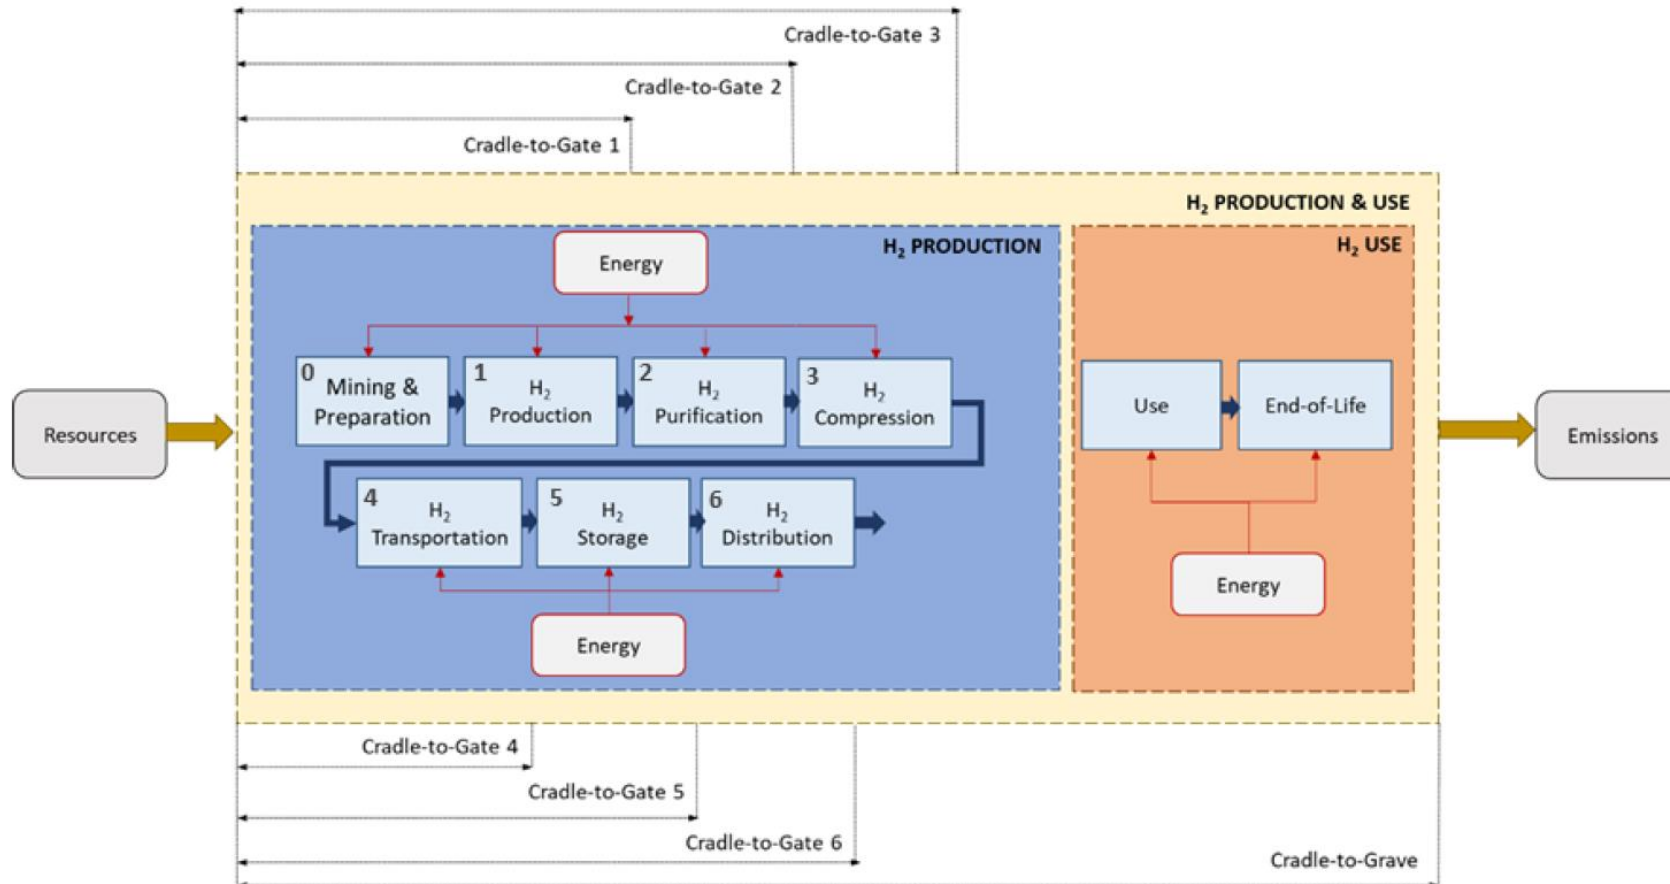 Cradle-to-Gate 3
Cradle-to-Gate 2
Cradle-to-Gate 1
H₂ PRODUCTION & USE
H₂ PRODUCTION
H₂ USE
Energy
0
Mining &
Preparation
1
H₂
Production
2
H₂
Purification
3
H₂
Compression
Use
End-of-Life
Resources
Emissions
4
H₂
Transportation
5
H₂
Storage
6
H₂
Distribution
Energy
Energy
Cradle-to-Gate 4
Cradle-to-Gate 5
Cradle-to-Gate 6
Cradle-to-Grave